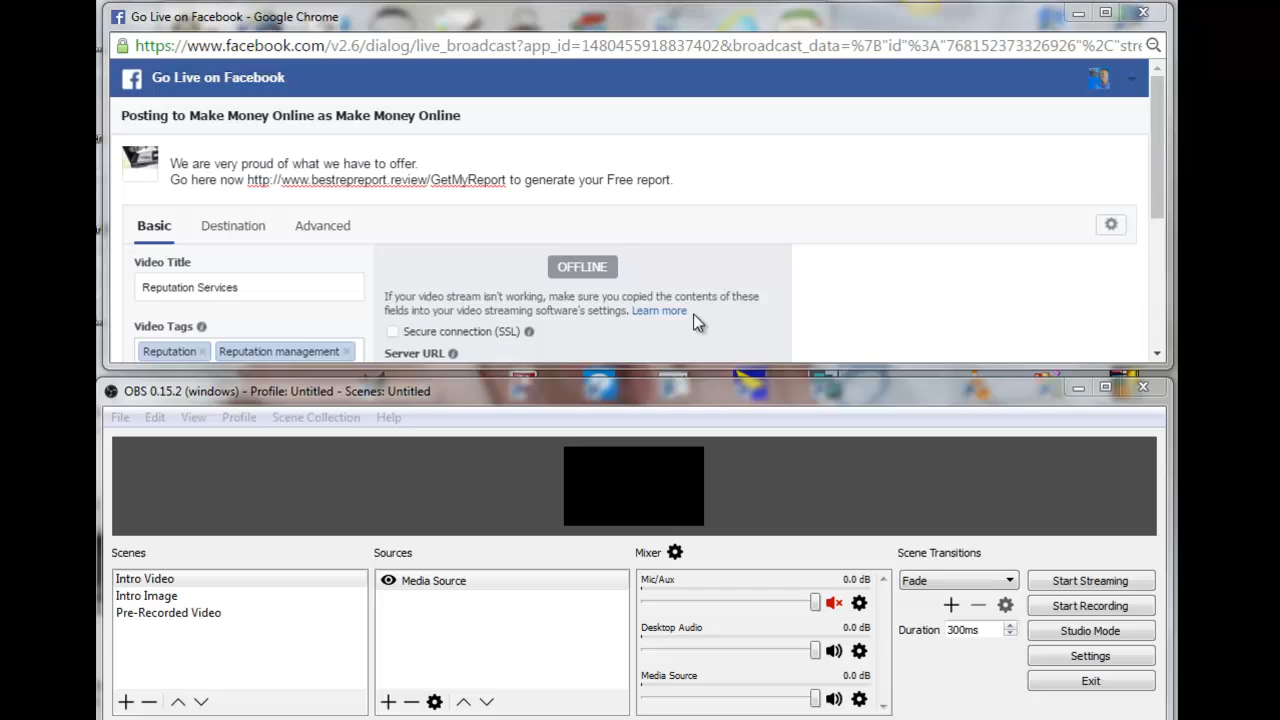 Go Live on Facebook - Google Chrome
https://www.facebook.com/v2.6/dialog/live_broadcast?app_id=1480455918837402&broadcast_data=%7B"id"%3A"768152373326926"%2C"stre
Go Live on Facebook
Posting to Make Money Online as Make Money Online
We are very proud of what we have to offer.
Go here now http://www.bestrepreport.review/GetMyReport to generate your Free report.
Basic Destination Advanced
Video Title
Reputation Services
Video Tags
Reputation Reputation management
OFFLINE
If your video stream isn't working, make sure you copied the contents of these
fields into your video streaming software's settings. Learn more
Secure connection (SSL)
Server URL
OBS 0.15.2 (windows) - Profile: Untitled - Scenes: Untitled
File Edit View Profile Scene Collection Help
Scenes
Intro Video
Intro Image
Pre-Recorded Video
Sources
Media Source
Mixer
Mic/Aux 0.0 dB
Desktop Audio 0.0 dB
Media Source 0.0 dB
Scene Transitions
Fade
Duration 300ms
Start Streaming
Start Recording
Studio Mode
Settings
Exit